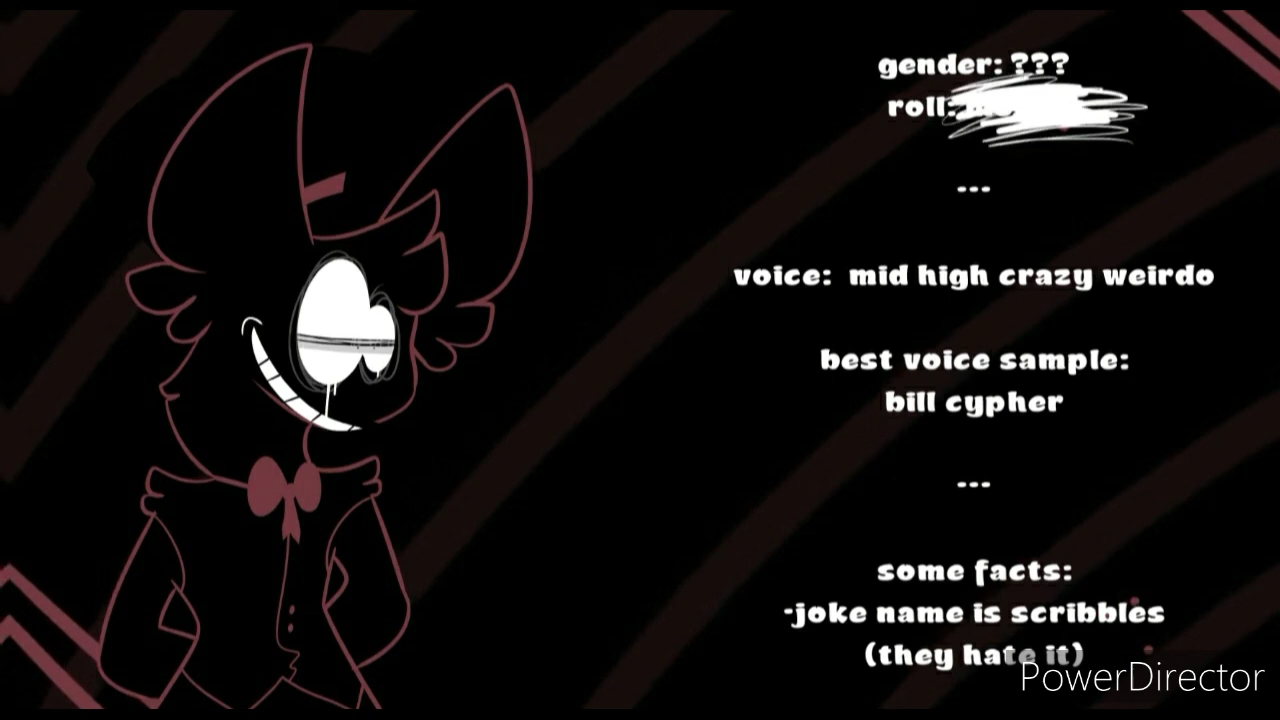 gender: ???
roll:
---
voice: mid high crazy weirdo
best voice sample:
bill cypher
---
some facts:
-joke name is scribbles
(they hate it)
PowerDirector